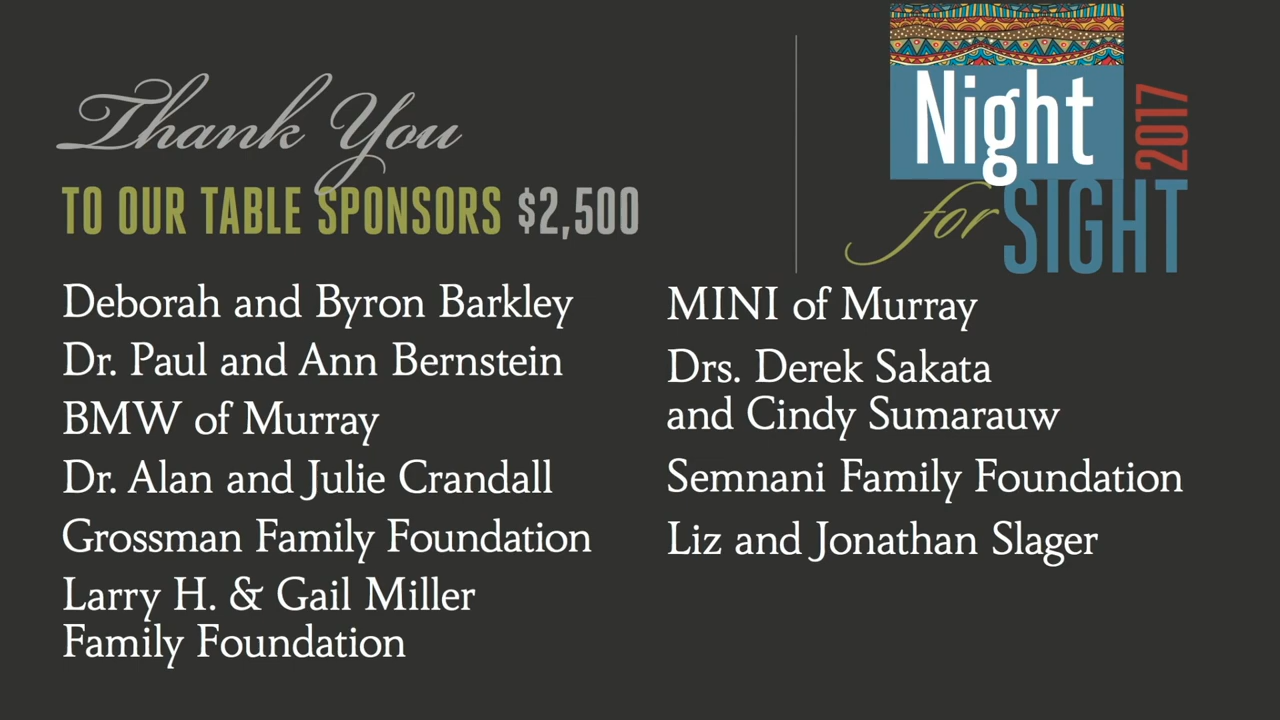 Thank You
TO OUR TABLE SPONSORS $2,500
Night
for SIGHT
2017
Deborah and Byron Barkley
Dr. Paul and Ann Bernstein
BMW of Murray
Dr. Alan and Julie Crandall
Grossman Family Foundation
Larry H. & Gail Miller
Family Foundation
MINI of Murray
Drs. Derek Sakata
and Cindy Sumarauw
Semnani Family Foundation
Liz and Jonathan Slager